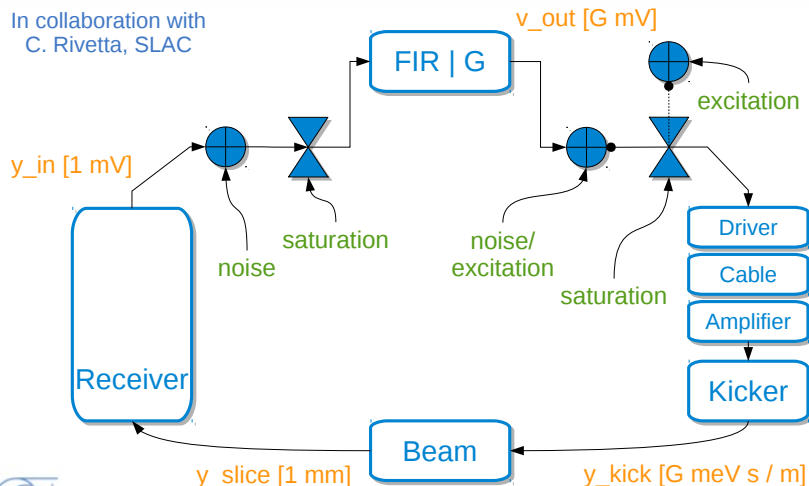 In collaboration with
C. Rivetta, SLAC
v_out [G mV]
FIR | G
excitation
y_in [1 mV]
noise
saturation
noise/
excitation
saturation
Driver
Cable
Amplifier
Receiver
Kicker
Beam
y_slice [1 mm]
y_kick [G meV s / m]